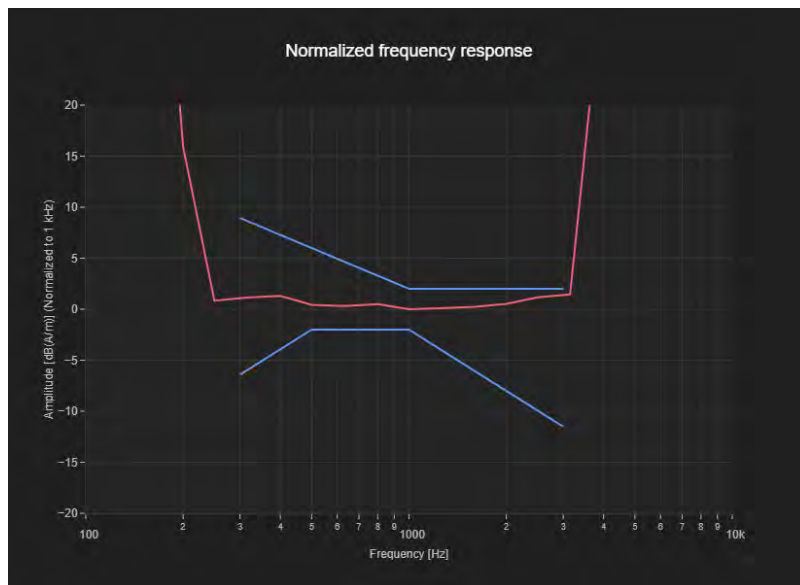 Normalized frequency response
Amplitude [dB(A/m)] (Normalized to 1 kHz)
20
15
10
5
0
−5
−10
−15
−20
100 2 3 4 5 6 7 8 9 1000 2 3 4 5 6 7 8 9 10k
Frequency [Hz]